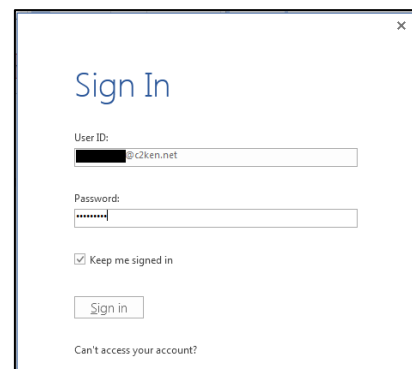 Sign In
User ID:
@c2ken.net
Password:
•••••••••
Keep me signed in
Sign in
Can't access your account?